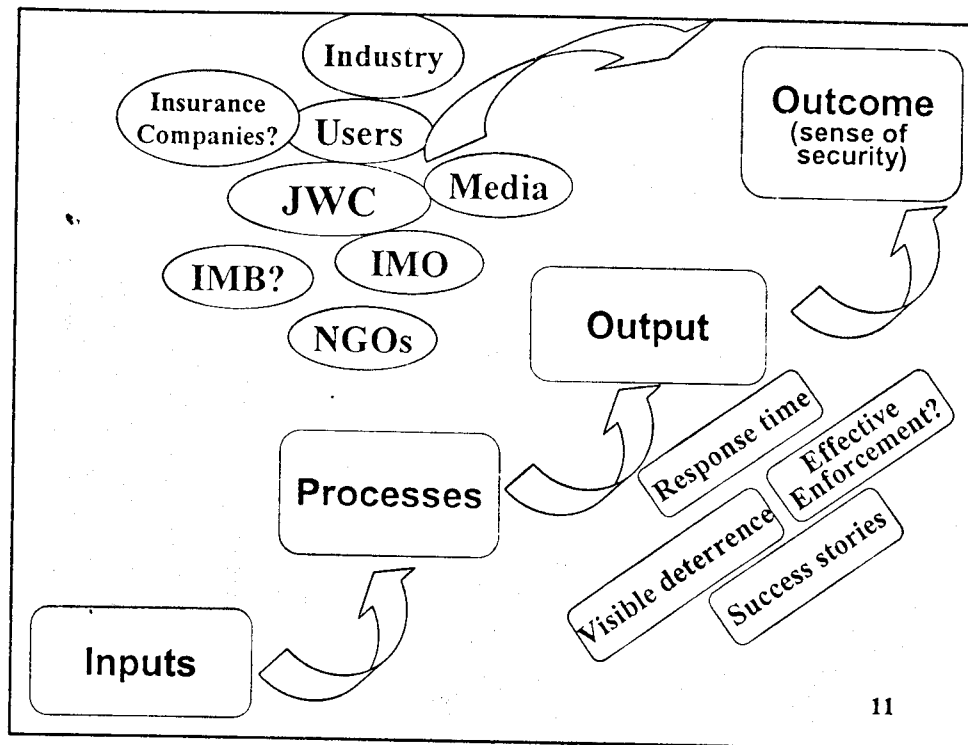 Industry
Insurance
Companies?
Users
JWC
Media
IMB?
IMO
NGOs
Outcome
(sense of
security)
Output
Processes
Inputs
Response time
Effective
Enforcement?
Visible deterrence
Success stories
11